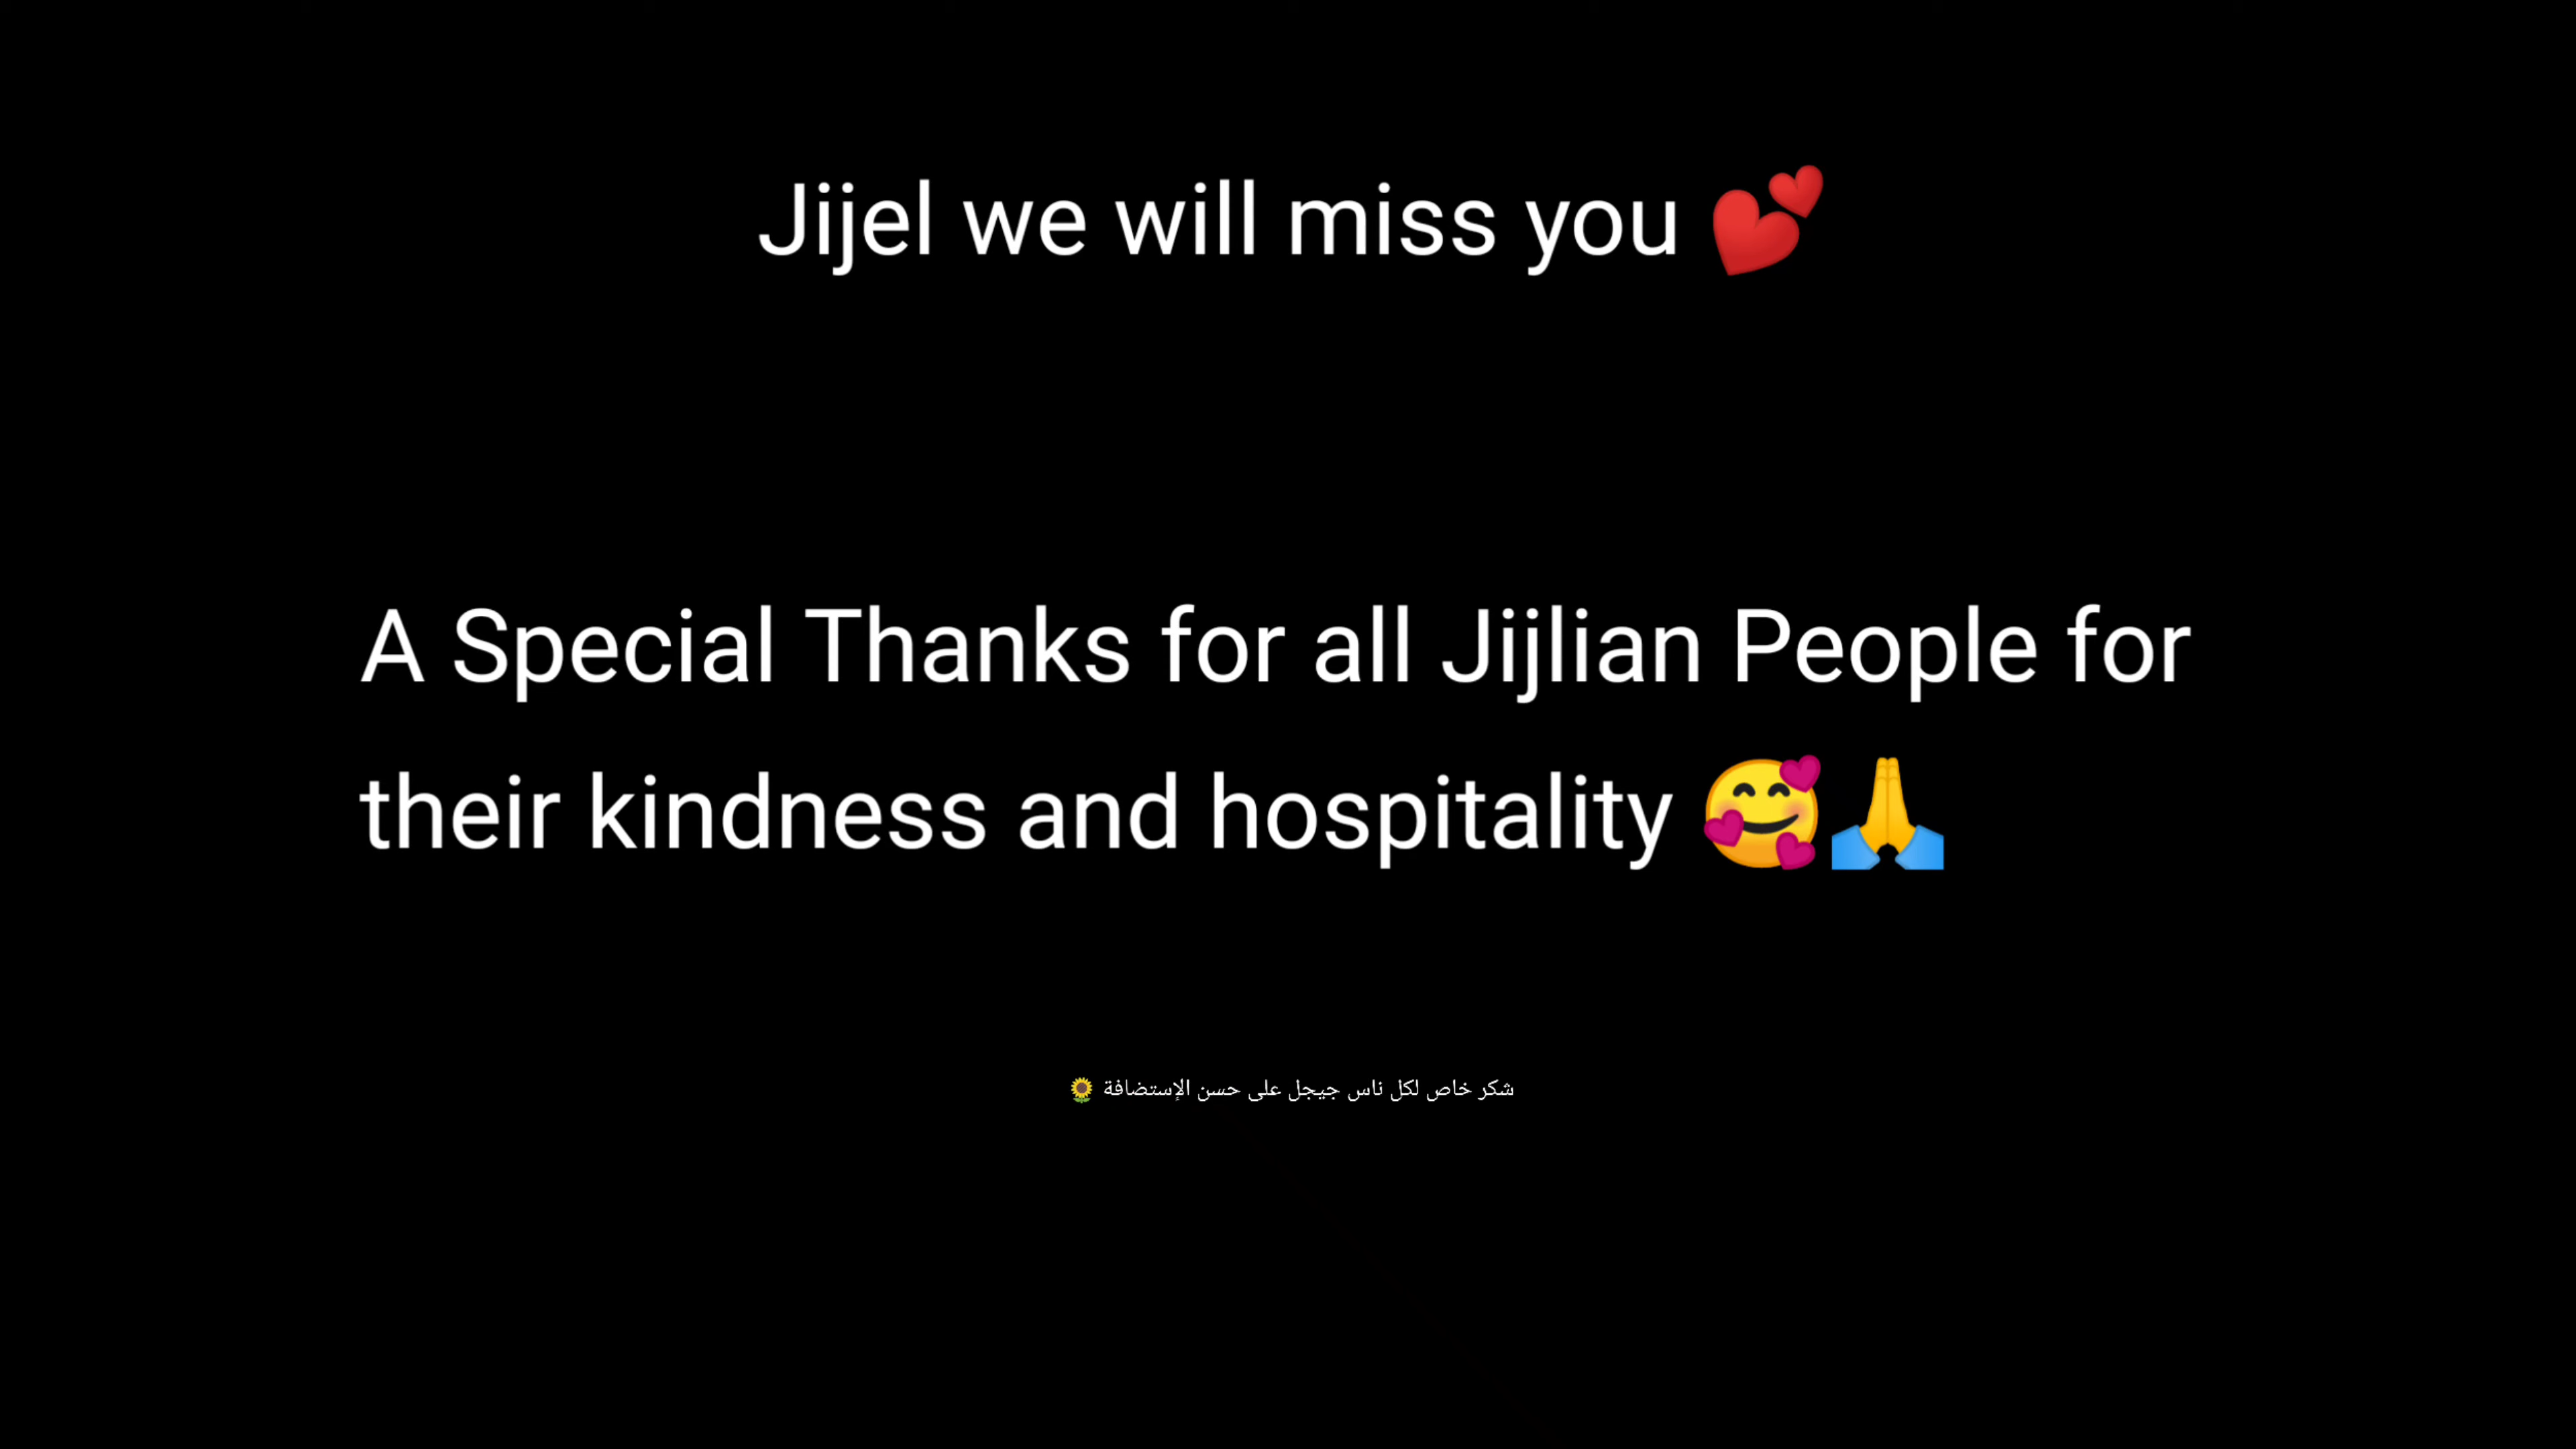 Jijel we will miss you 💕
A Special Thanks for all Jijlian People for
their kindness and hospitality 🥰🙏
شكر خاص لكل ناس جيجل على حسن الإستضافة 🌻